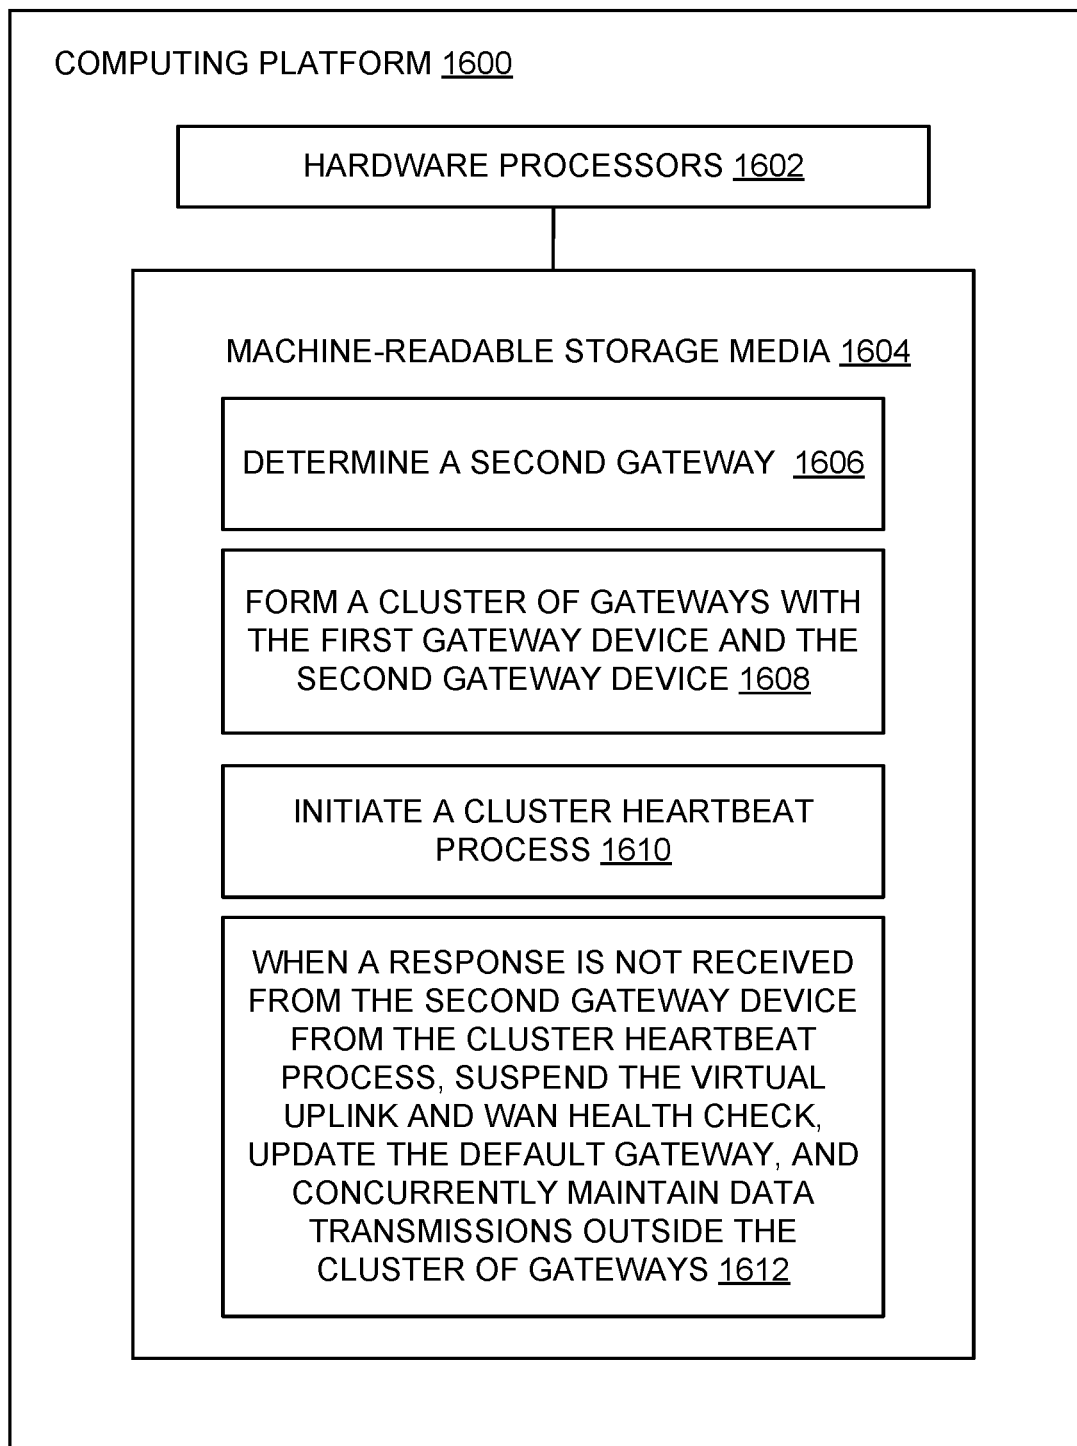 COMPUTING PLATFORM 1600
HARDWARE PROCESSORS 1602
MACHINE-READABLE STORAGE MEDIA 1604
DETERMINE A SECOND GATEWAY 1606
FORM A CLUSTER OF GATEWAYS WITH
THE FIRST GATEWAY DEVICE AND THE
SECOND GATEWAY DEVICE 1608
INITIATE A CLUSTER HEARTBEAT
PROCESS 1610
WHEN A RESPONSE IS NOT RECEIVED
FROM THE SECOND GATEWAY DEVICE
FROM THE CLUSTER HEARTBEAT
PROCESS, SUSPEND THE VIRTUAL
UPLINK AND WAN HEALTH CHECK,
UPDATE THE DEFAULT GATEWAY, AND
CONCURRENTLY MAINTAIN DATA
TRANSMISSIONS OUTSIDE THE
CLUSTER OF GATEWAYS 1612